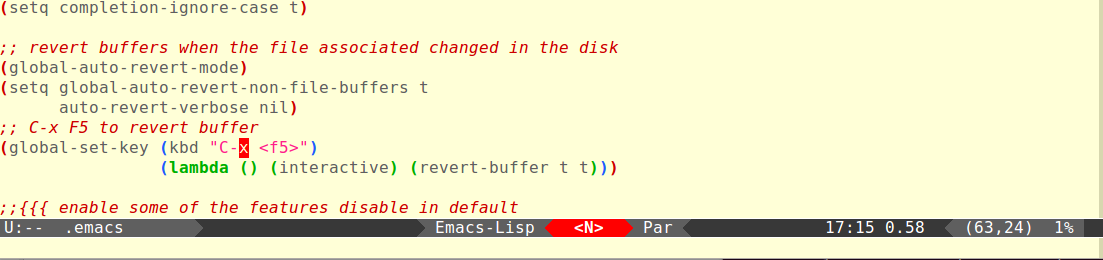 (setq completion-ignore-case t)
;; revert buffers when the file associated changed in the disk
(global-auto-revert-mode)
(setq global-auto-revert-non-file-buffers t
      auto-revert-verbose nil)
;; C-x F5 to revert buffer
(global-set-key (kbd "C-x <f5>")
                (lambda () (interactive) (revert-buffer t t)))
;;{{{ enable some of the features disable in default
U:-- .emacs Emacs-Lisp <N> Par 17:15 0.58 (63,24) 1%